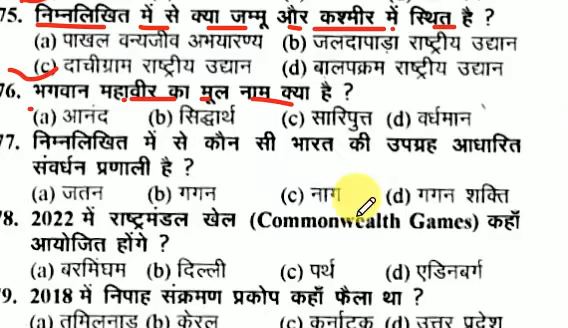 75. निम्नलिखित में से क्या जम्मू और कश्मीर में स्थित है ?
(a) पाखल वन्यजीव अभयारण्य (b) जलदापाड़ा राष्ट्रीय उद्यान
(c) दाचीग्राम राष्ट्रीय उद्यान (d) बालपक्रम राष्ट्रीय उद्यान
76. भगवान महावीर का मूल नाम क्या है ?
(a) आनंद (b) सिद्धार्थ (c) सारिपुत्त (d) वर्धमान
77. निम्नलिखित में से कौन सी भारत की उपग्रह आधारित
संवर्धन प्रणाली है ?
(a) जतन (b) गगन (c) नाग (d) गगन शक्ति
78. 2022 में राष्ट्रमंडल खेल (Commonwealth Games) कहाँ
आयोजित होंगे ?
(a) बरमिंघम (b) दिल्ली (c) पर्थ (d) एडिनबर्ग
79. 2018 में निपाह संक्रमण प्रकोप कहाँ फैला था ?
(a) तमिलनाडु (b) केरल (c) कर्नाटक (d) उत्तर प्रदेश